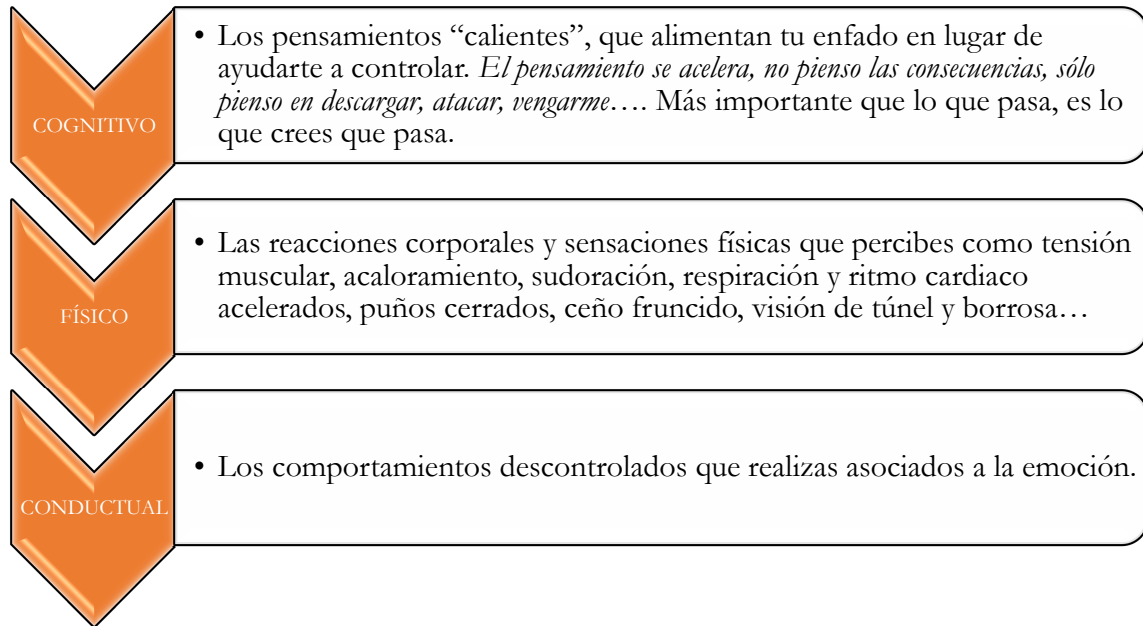 COGNITIVO
• Los pensamientos “calientes”, que alimentan tu enfado en lugar de
ayudarte a controlar. El pensamiento se acelera, no pienso las consecuencias, sólo
pienso en descargar, atacar, vengarme…. Más importante que lo que pasa, es lo
que crees que pasa.
FÍSICO
• Las reacciones corporales y sensaciones físicas que percibes como tensión
muscular, acaloramiento, sudoración, respiración y ritmo cardiaco
acelerados, puños cerrados, ceño fruncido, visión de túnel y borrosa…
CONDUCTUAL
• Los comportamientos descontrolados que realizas asociados a la emoción.